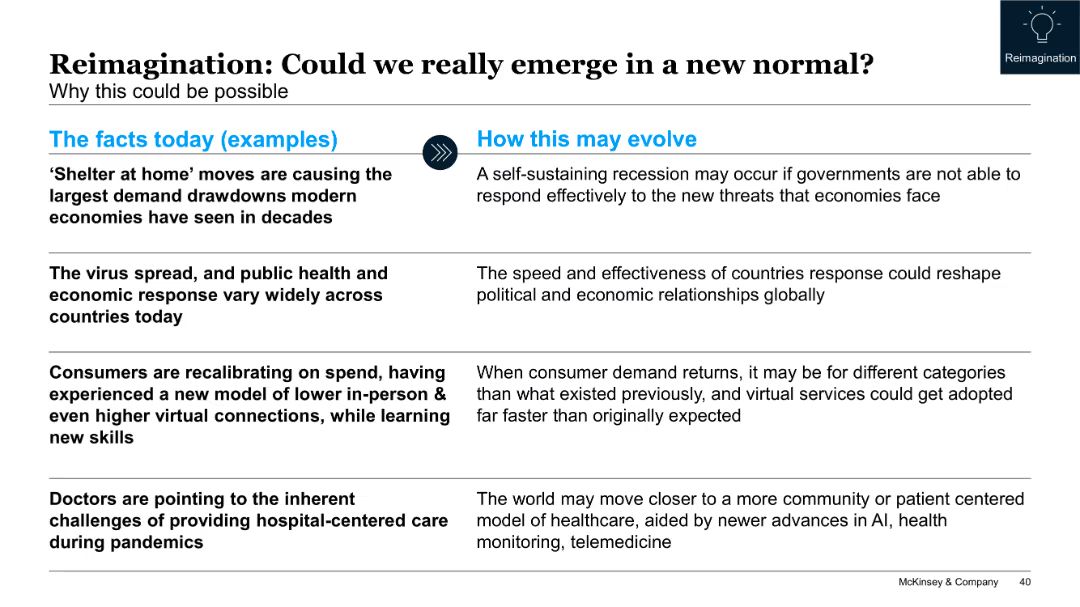 Reimagination
Reimagination: Could we really emerge in a new normal?
Why this could be possible
The facts today (examples)
How this may evolve
‘Shelter at home’ moves are causing the
largest demand drawdowns modern
economies have seen in decades
A self-sustaining recession may occur if governments are not able to
respond effectively to the new threats that economies face
The virus spread, and public health and
economic response vary widely across
countries today
The speed and effectiveness of countries response could reshape
political and economic relationships globally
Consumers are recalibrating on spend, having
experienced a new model of lower in-person &
even higher virtual connections, while learning
new skills
When consumer demand returns, it may be for different categories
than what existed previously, and virtual services could get adopted
far faster than originally expected
Doctors are pointing to the inherent
challenges of providing hospital-centered care
during pandemics
The world may move closer to a more community or patient centered
model of healthcare, aided by newer advances in AI, health
monitoring, telemedicine
McKinsey & Company 40